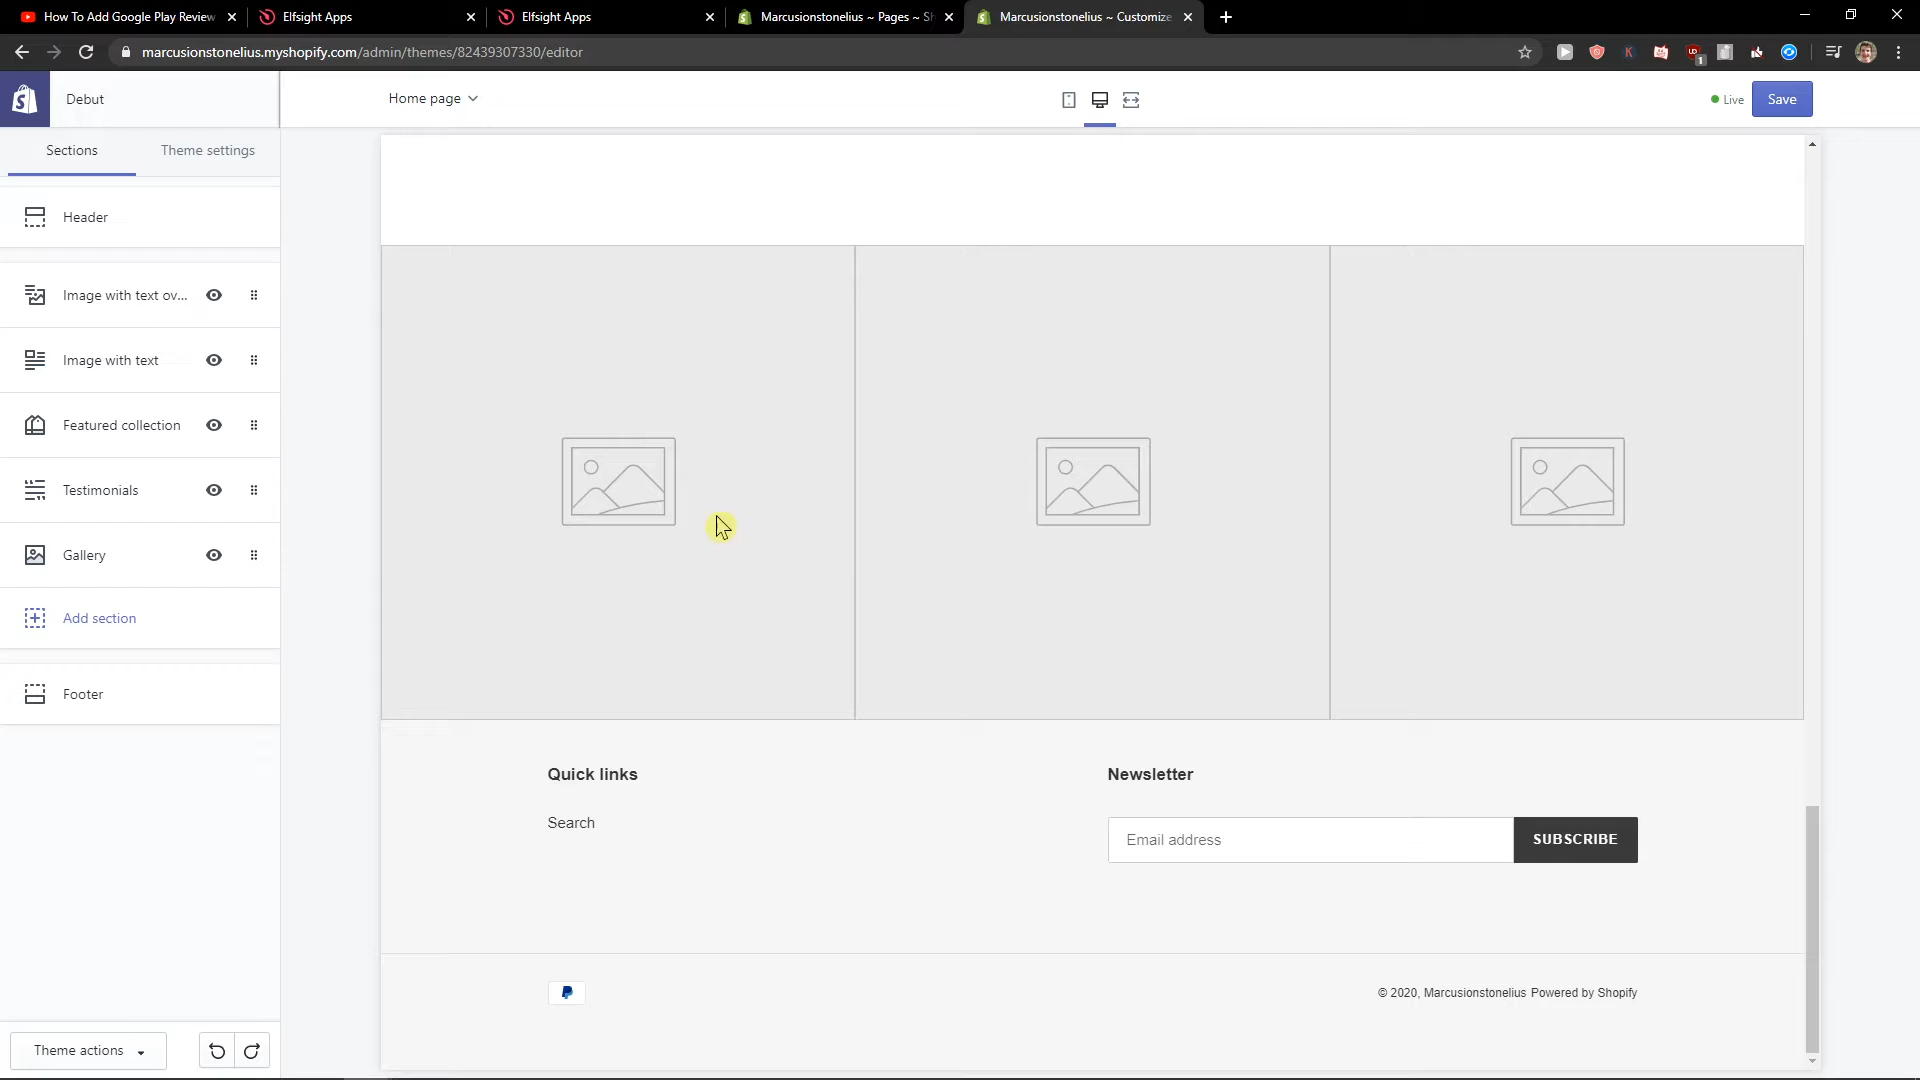 How To Add Google Play Review
Elfsight Apps
Elfsight Apps
Marcusionstonelius ~ Pages ~ Sh
Marcusionstonelius ~ Customize
marcusionstonelius.myshopify.com/admin/themes/82439307330/editor
1
Debut
Home page
Live
Save
Sections
Theme settings
Header
Image with text ov...
Image with text
Featured collection
Testimonials
Gallery
Add section
Footer
Quick links
Newsletter
Search
Email address
SUBSCRIBE
© 2020, Marcusionstonelius Powered by Shopify
Theme actions